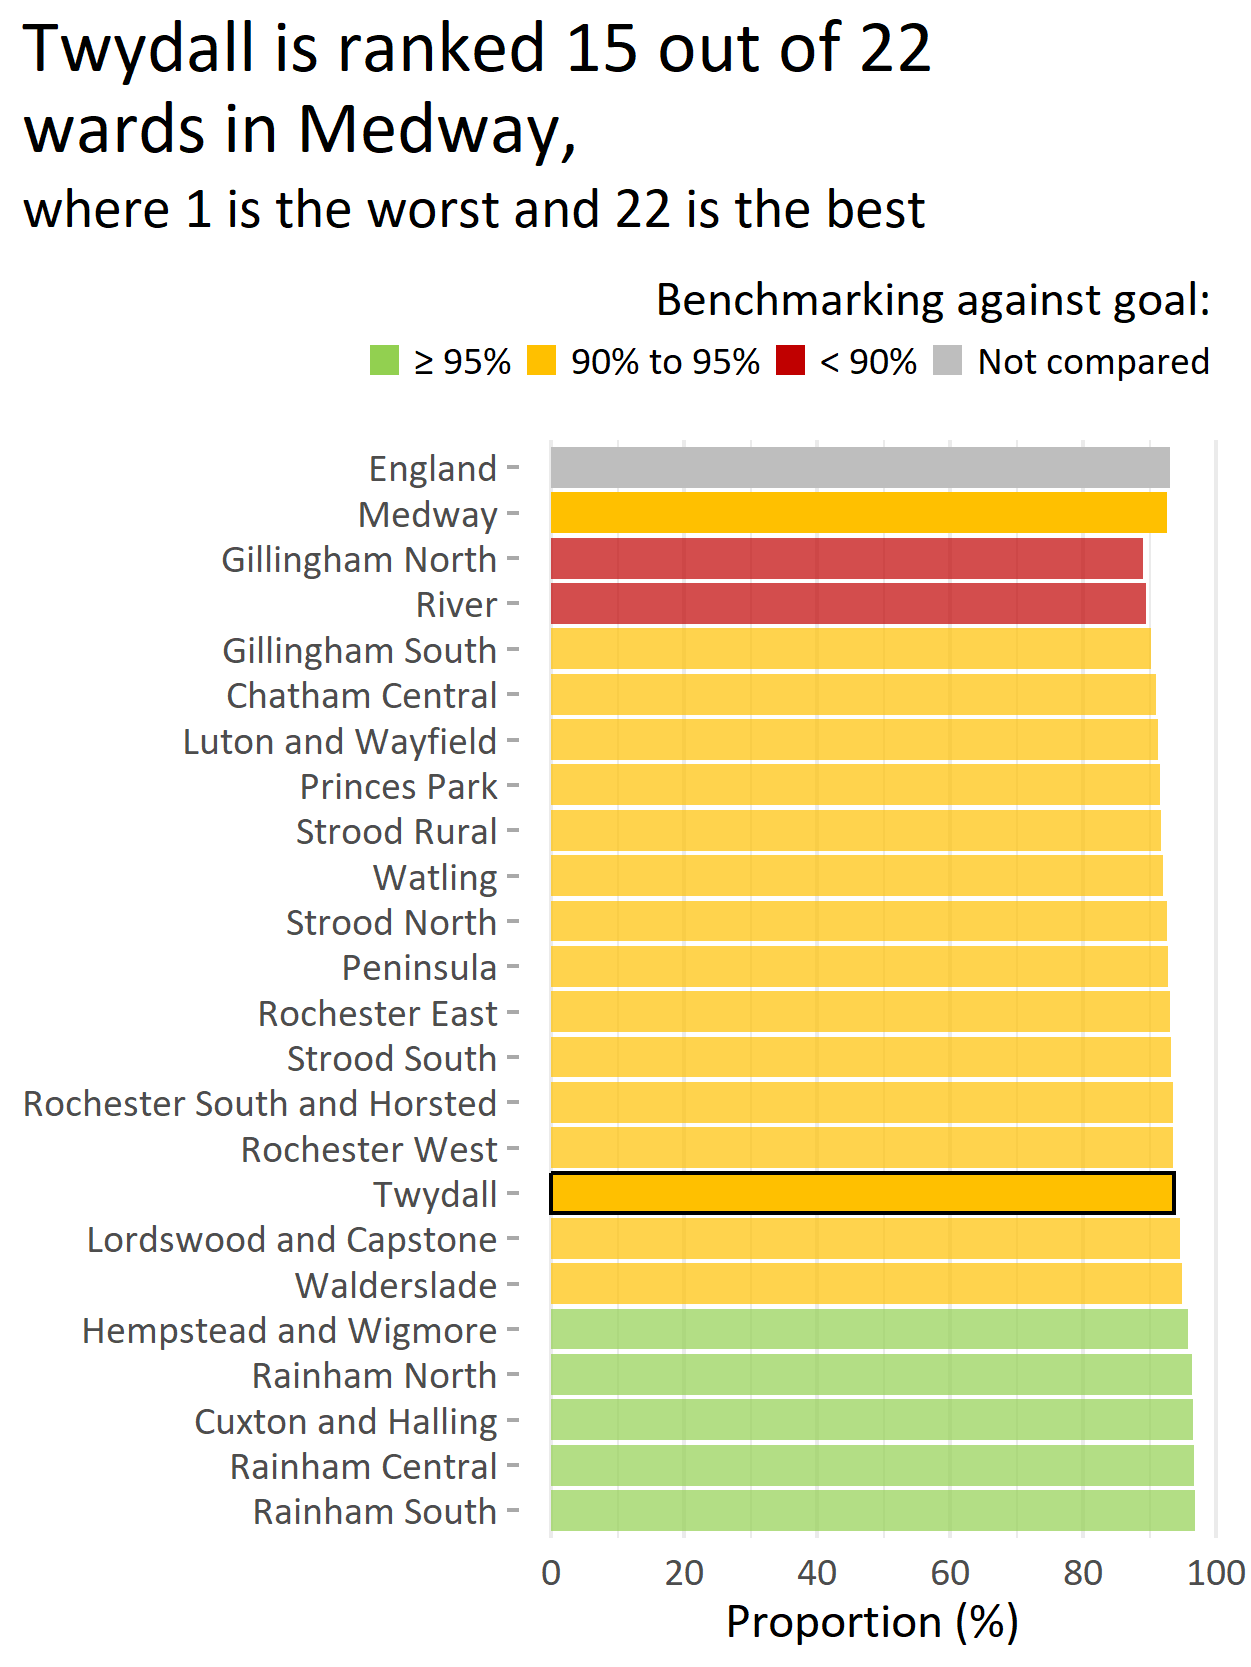 Twydall is ranked 15 out of 22
wards in Medway,
where 1 is the worst and 22 is the best
Benchmarking against goal:
≥ 95% 90% to 95% < 90% Not compared
England
Medway
Gillingham North
River
Gillingham South
Chatham Central
Luton and Wayfield
Princes Park
Strood Rural
Watling
Strood North
Peninsula
Rochester East
Strood South
Rochester South and Horsted
Rochester West
Twydall
Lordswood and Capstone
Walderslade
Hempstead and Wigmore
Rainham North
Cuxton and Halling
Rainham Central
Rainham South
0 20 40 60 80 100
Proportion (%)